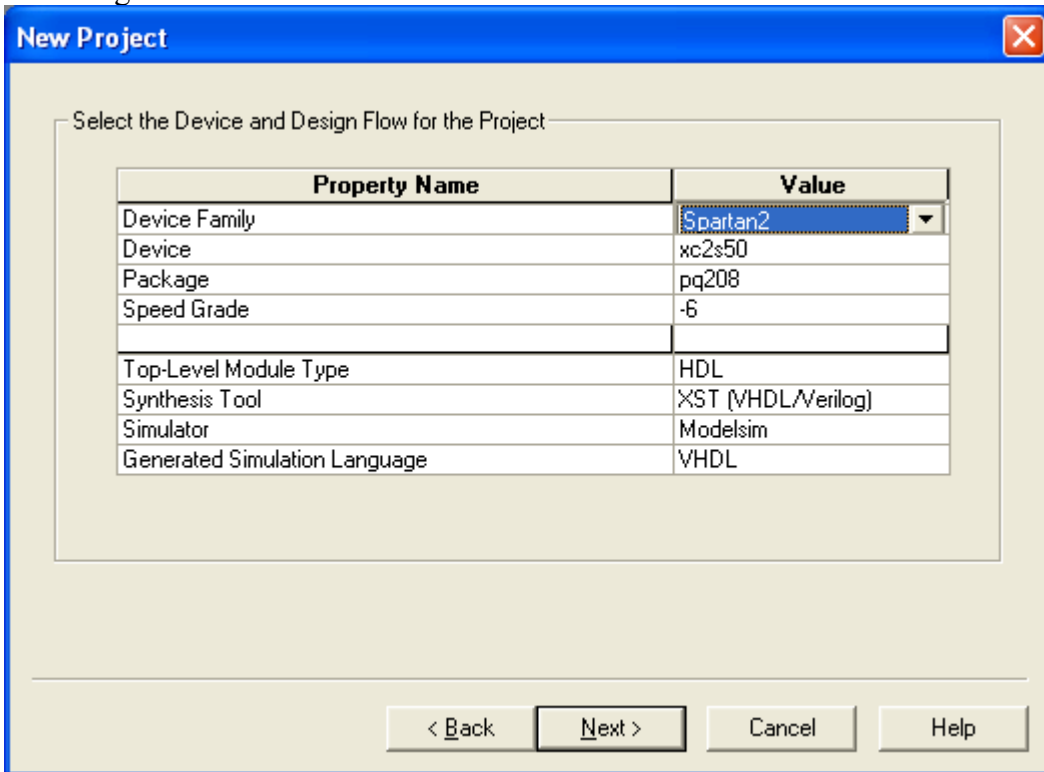 New Project
Select the Device and Design Flow for the Project
Property Name Value
Device Family Spartan2
Device xc2s50
Package pq208
Speed Grade -6
Top-Level Module Type HDL
Synthesis Tool XST (VHDL/Verilog)
Simulator Modelsim
Generated Simulation Language VHDL
< Back Next > Cancel Help